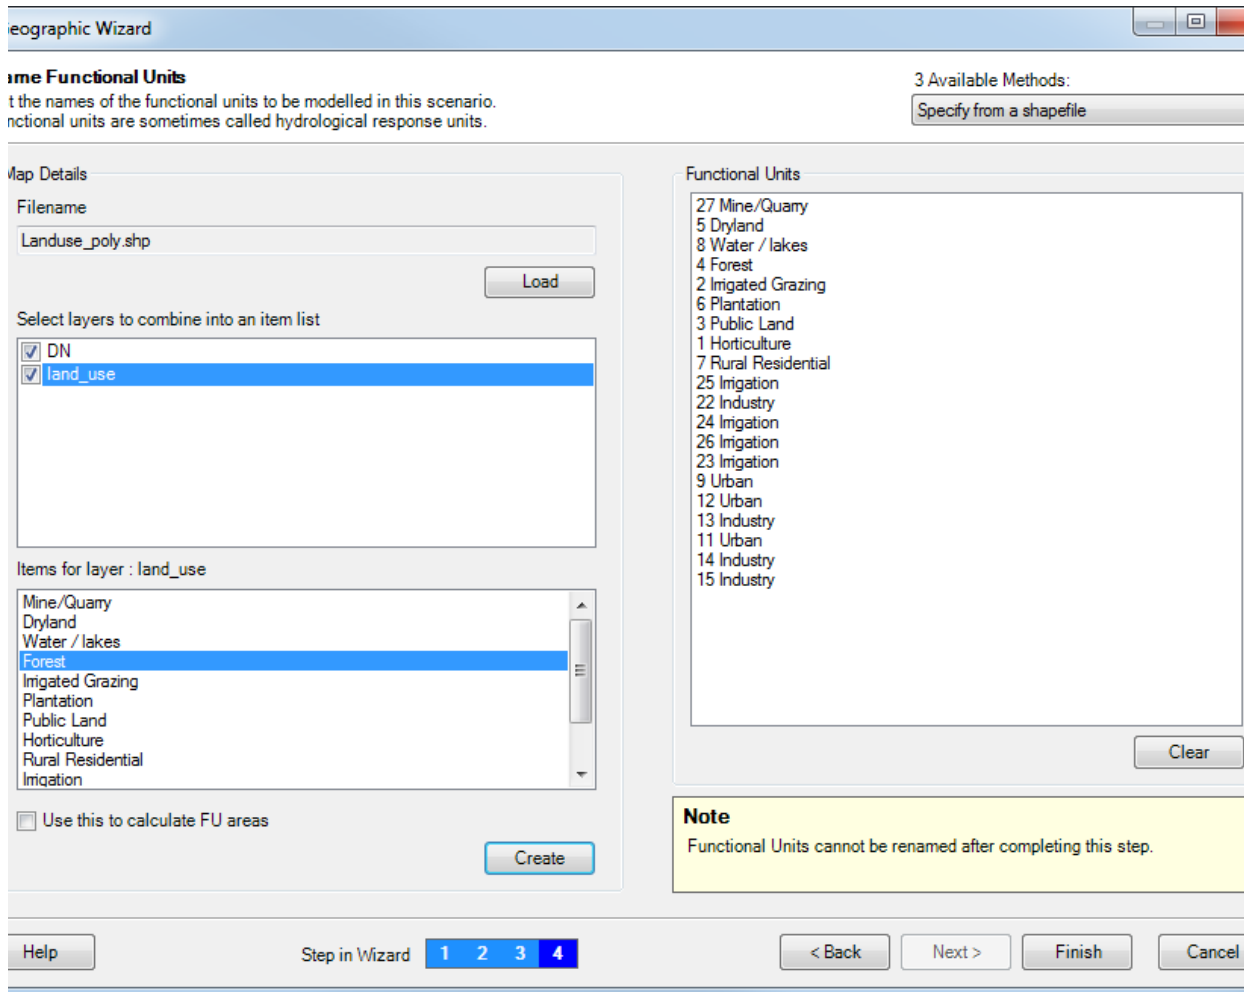 eographic Wizard
ame Functional Units
t the names of the functional units to be modelled in this scenario.
nctional units are sometimes called hydrological response units.
3 Available Methods:
Specify from a shapefile
Map Details
Filename
Landuse_poly.shp
Load
Select layers to combine into an item list
DN
land_use
Items for layer : land_use
Mine/Quarry
Dryland
Water / lakes
Forest
Irrigated Grazing
Plantation
Public Land
Horticulture
Rural Residential
Irrigation
Use this to calculate FU areas
Create
Functional Units
27 Mine/Quarry
5 Dryland
8 Water / lakes
4 Forest
2 Irrigated Grazing
6 Plantation
3 Public Land
1 Horticulture
7 Rural Residential
25 Irrigation
22 Industry
24 Irrigation
26 Irrigation
23 Irrigation
9 Urban
12 Urban
13 Industry
11 Urban
14 Industry
15 Industry
Clear
Note
Functional Units cannot be renamed after completing this step.
Help
Step in Wizard 1 2 3 4
< Back
Next >
Finish
Cancel